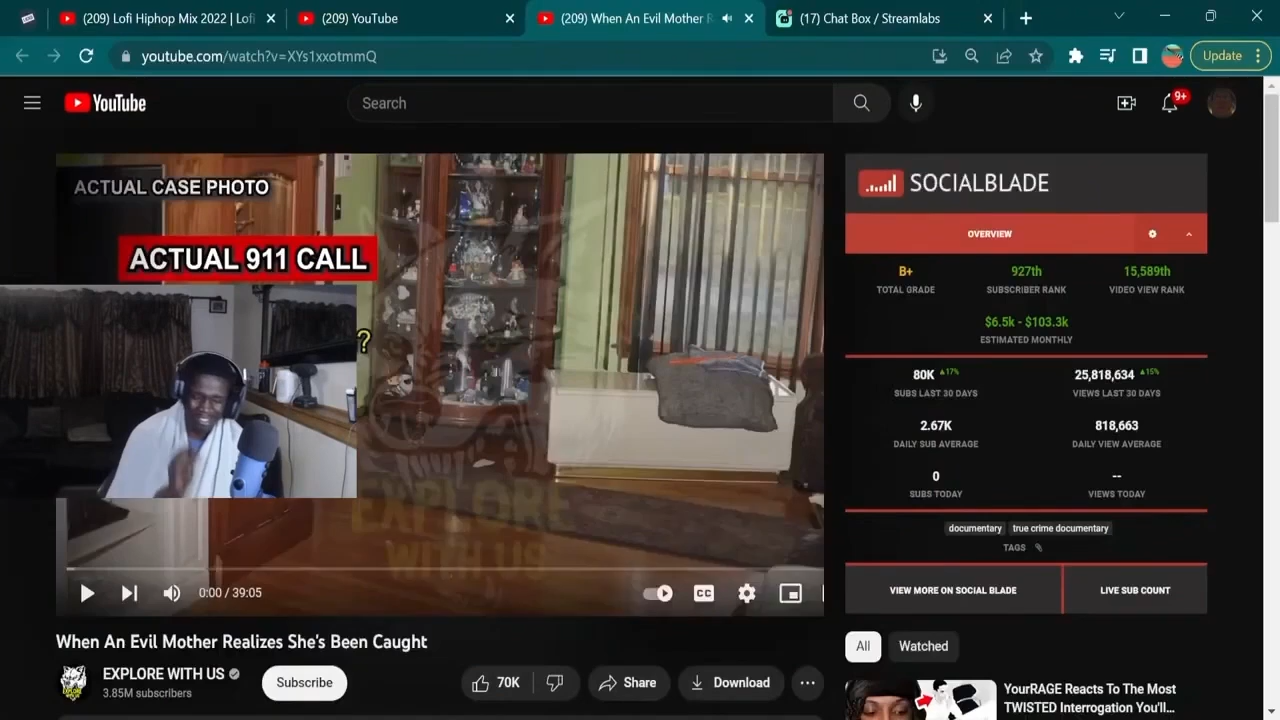 (209) Lofi Hiphop Mix 2022 | Lofi
(209) YouTube
(209) When An Evil Mother R
(17) Chat Box / Streamlabs
youtube.com/watch?v=XYs1xxotmmQ
Update
YouTube
Search
9+
ACTUAL CASE PHOTO
ACTUAL 911 CALL
?
EXPLORE
WITH US
0:00 / 39:05
CC
SOCIALBLADE
OVERVIEW
B+ 927th 15,589th
TOTAL GRADE SUBSCRIBER RANK VIDEO VIEW RANK
$6.5k - $103.3k
ESTIMATED MONTHLY
80K ▲17% 25,818,634 ▲15%
SUBS LAST 30 DAYS VIEWS LAST 30 DAYS
2.67K 818,663
DAILY SUB AVERAGE DAILY VIEW AVERAGE
0 --
SUBS TODAY VIEWS TODAY
documentary true crime documentary
TAGS
VIEW MORE ON SOCIAL BLADE LIVE SUB COUNT
When An Evil Mother Realizes She's Been Caught
EXPLORE WITH US
3.85M subscribers
Subscribe
70K
Share
Download
All Watched
YourRAGE Reacts To The Most
TWISTED Interrogation You'll...